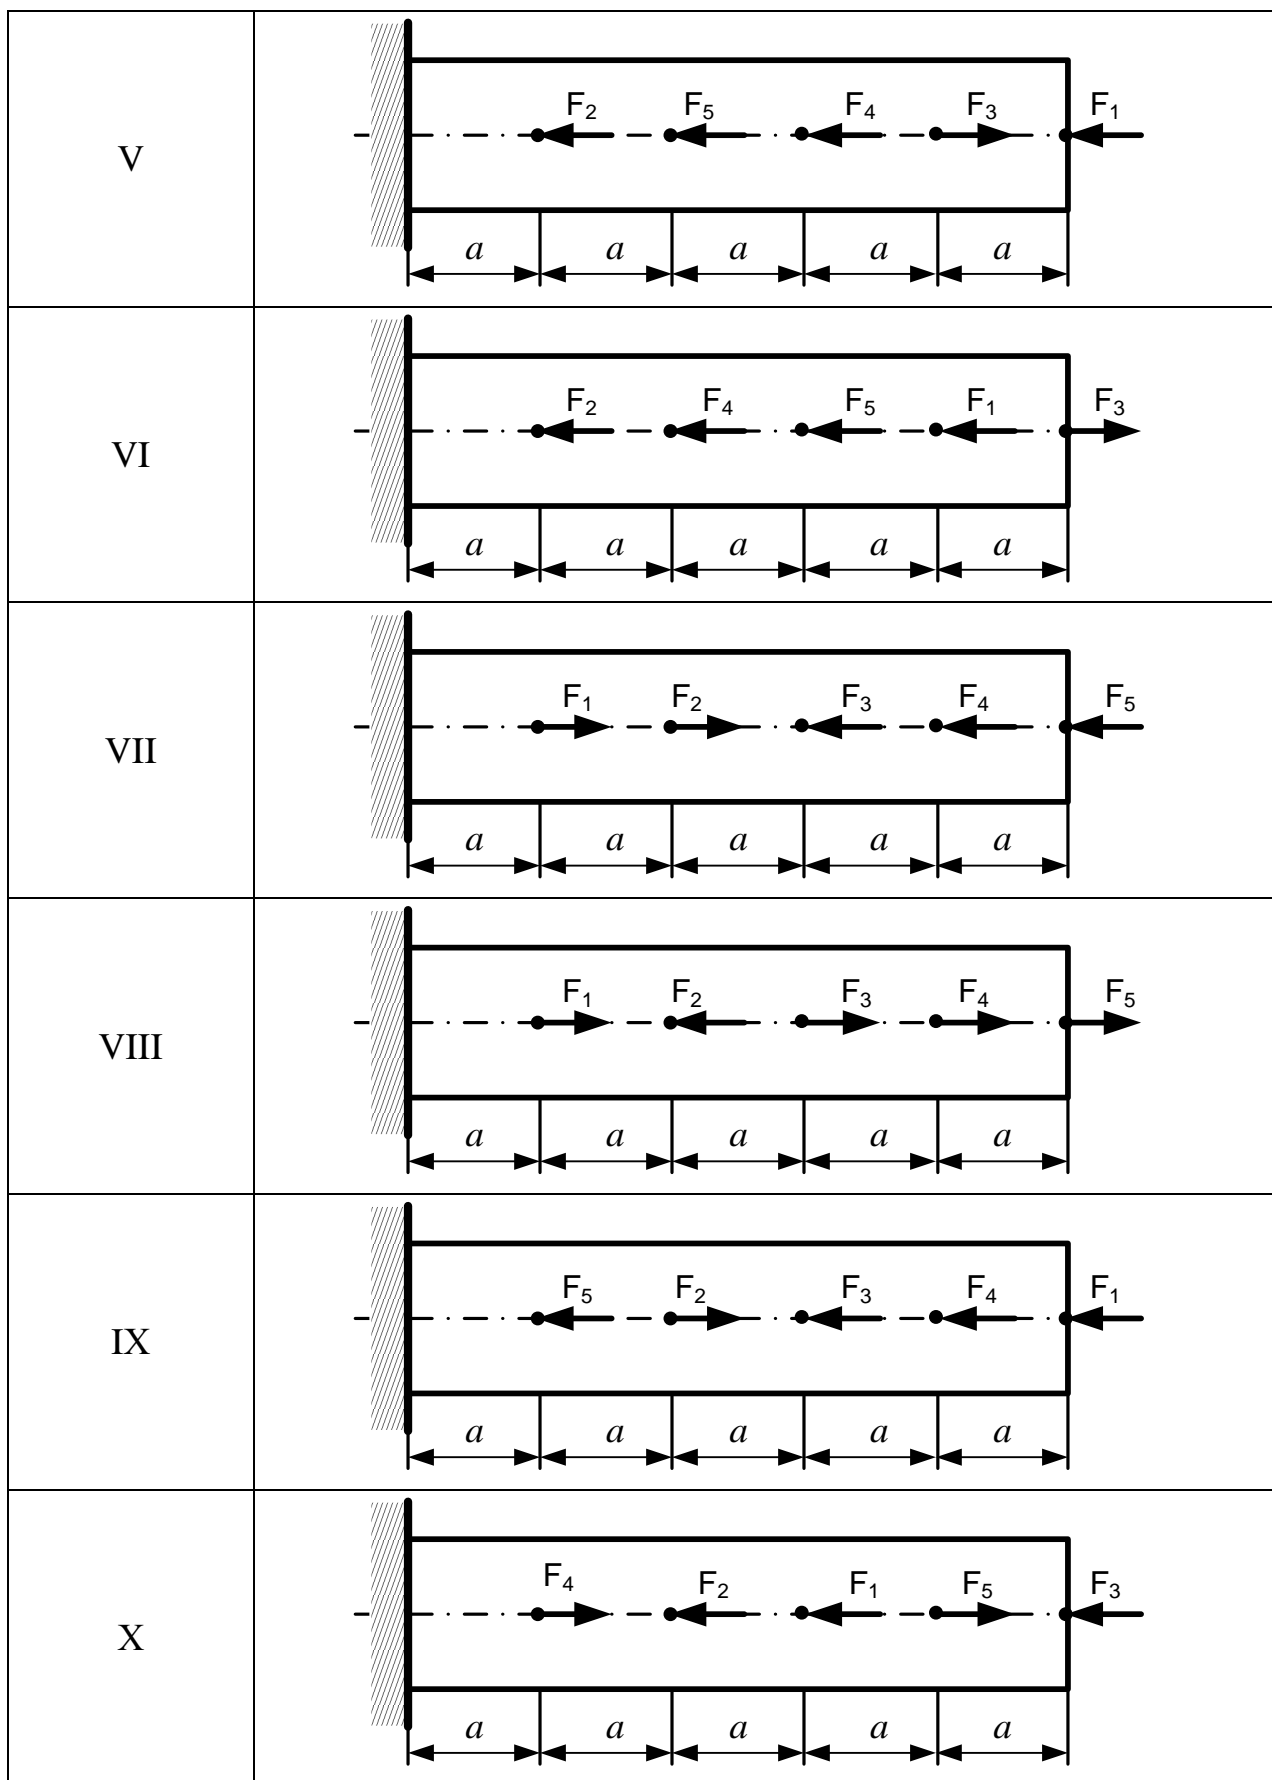 V
F₂ F₅ F₄ F₃ F₁
a a a a a
VI
F₂ F₄ F₅ F₁ F₃
a a a a a
VII
F₁ F₂ F₃ F₄ F₅
a a a a a
VIII
F₁ F₂ F₃ F₄ F₅
a a a a a
IX
F₅ F₂ F₃ F₄ F₁
a a a a a
X
F₄ F₂ F₁ F₅ F₃
a a a a a